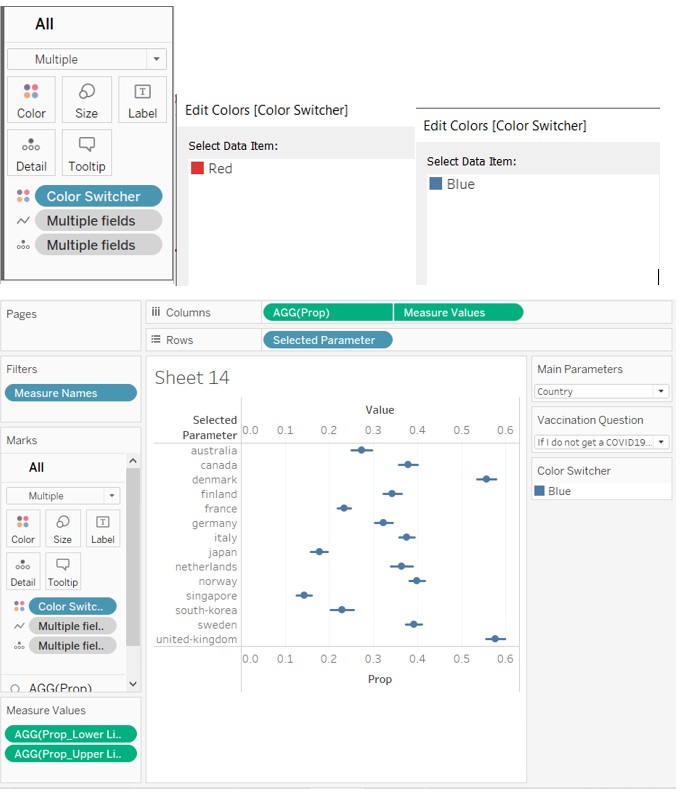 All
Multiple
Color
Size
Label
Detail
Tooltip
Color Switcher
Multiple fields
Multiple fields
Edit Colors [Color Switcher]
Select Data Item:
Red
Edit Colors [Color Switcher]
Select Data Item:
Blue
Pages
Columns
AGG(Prop)
Measure Values
Rows
Selected Parameter
Filters
Measure Names
Marks
All
Multiple
Color
Size
Label
Detail
Tooltip
Color Switc..
Multiple fiel..
Multiple fiel..
AGG(Prop)
Measure Values
AGG(Prop_Lower Li..
AGG(Prop_Upper Li..
Sheet 14
Value
Selected
Parameter
0.0 0.1 0.2 0.3 0.4 0.5 0.6
australia
canada
denmark
finland
france
germany
italy
japan
netherlands
norway
singapore
south-korea
sweden
united-kingdom
0.0 0.1 0.2 0.3 0.4 0.5 0.6
Prop
Main Parameters
Country
Vaccination Question
If I do not get a COVID19...
Color Switcher
Blue